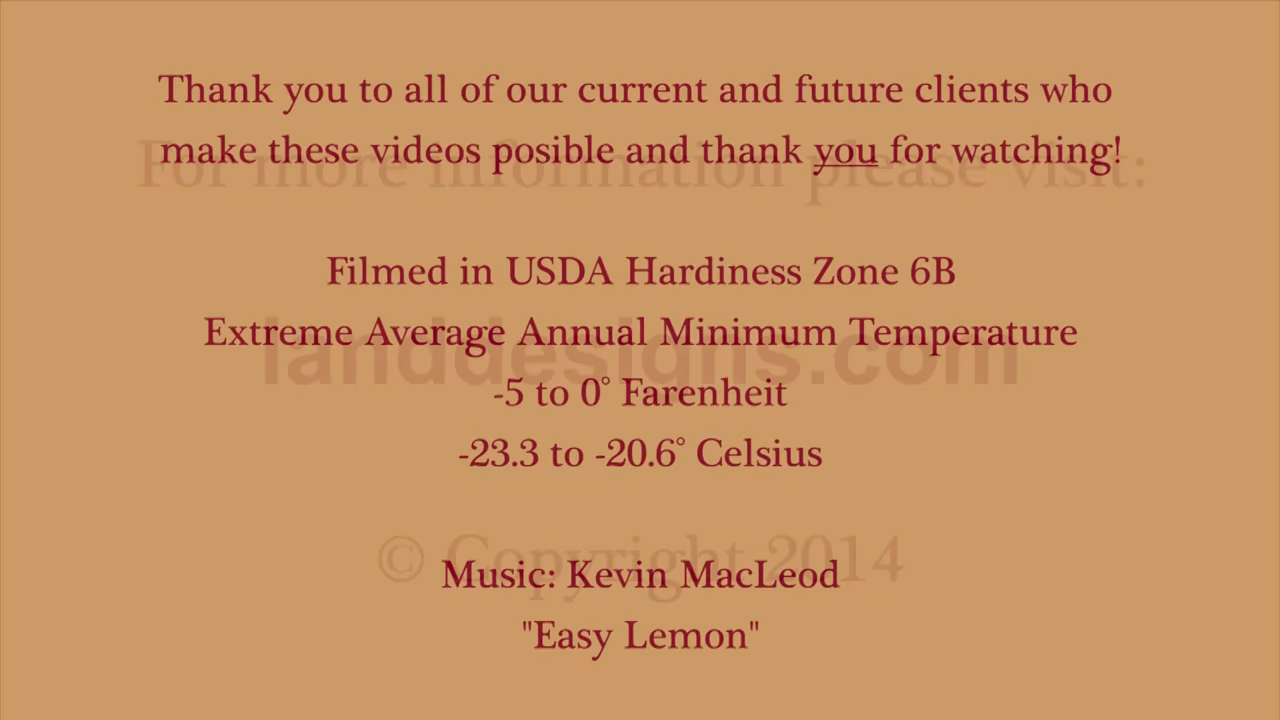 Thank you to all of our current and future clients who
For more information please visit:
make these videos posible and thank you for watching!
Filmed in USDA Hardiness Zone 6B
Extreme Average Annual Minimum Temperature
landdesigns.com
-5 to 0° Farenheit
-23.3 to -20.6° Celsius
© Copyright 2014
Music: Kevin MacLeod
"Easy Lemon"